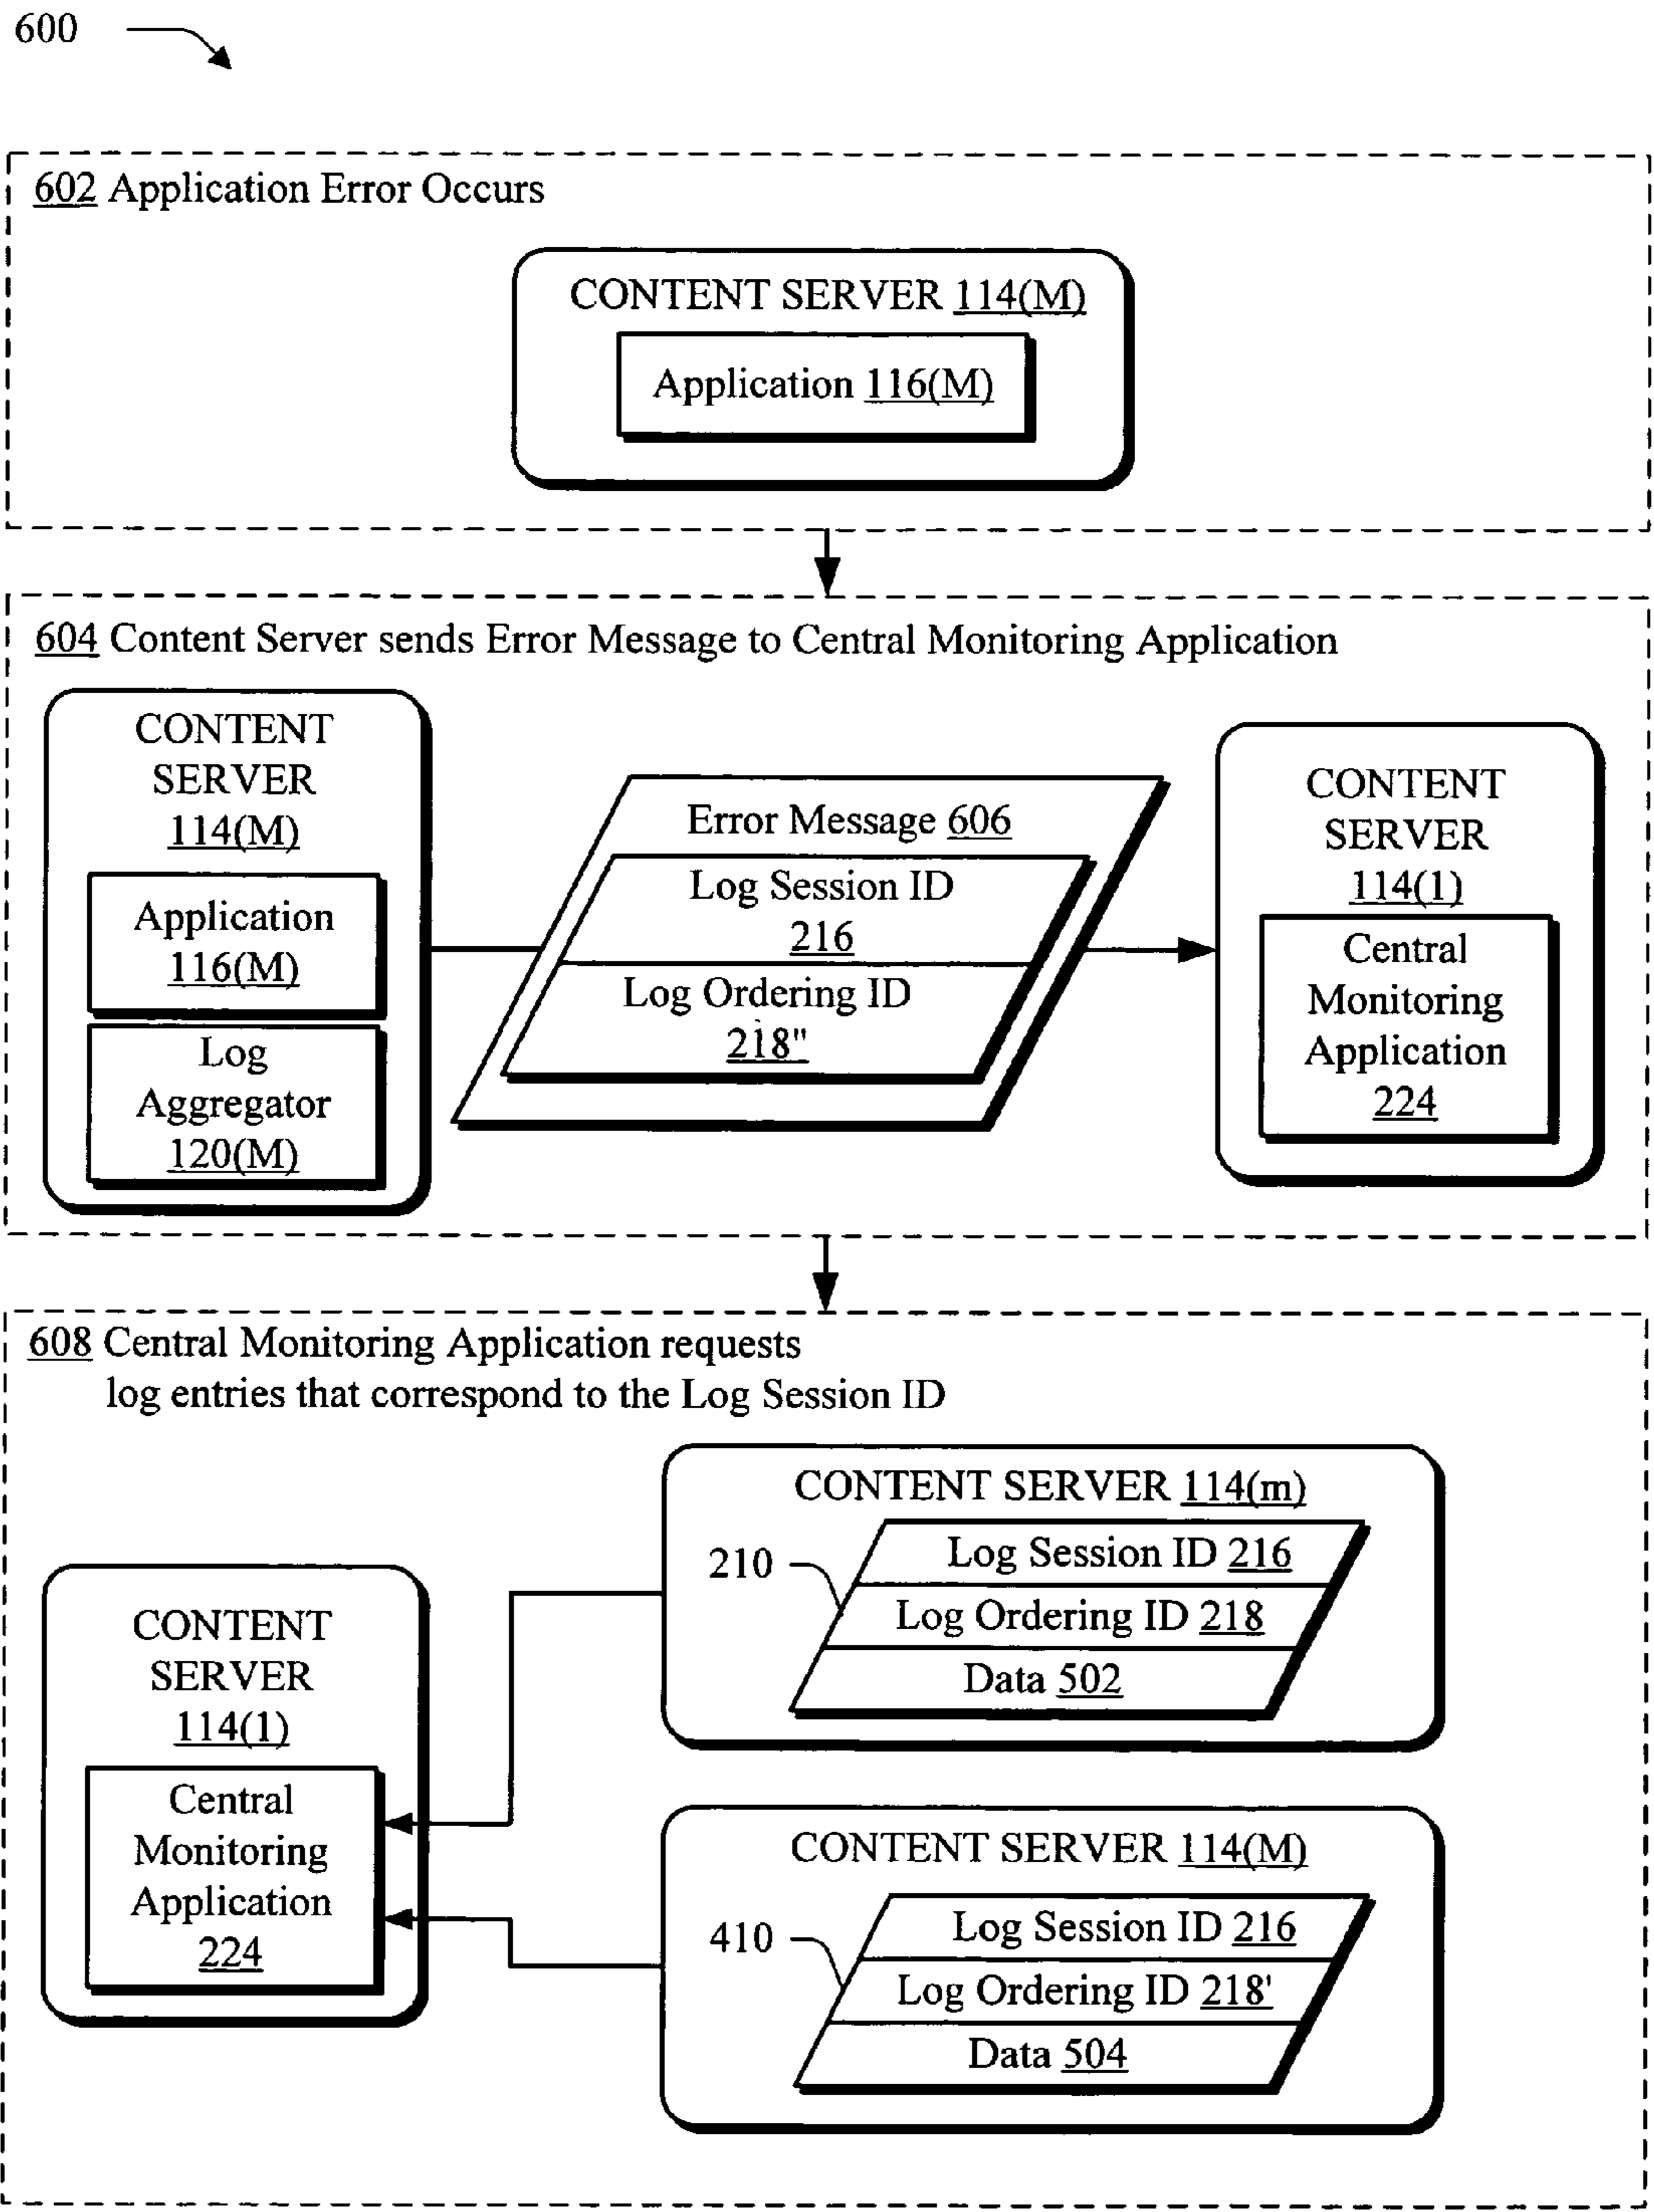 600
602 Application Error Occurs
CONTENT SERVER 114(M)
Application 116(M)
604 Content Server sends Error Message to Central Monitoring Application
CONTENT
SERVER
114(M)
Application
116(M)
Log
Aggregator
120(M)
Error Message 606
Log Session ID
216
Log Ordering ID
218"
CONTENT
SERVER
114(1)
Central
Monitoring
Application
224
608 Central Monitoring Application requests
log entries that correspond to the Log Session ID
CONTENT
SERVER
114(1)
Central
Monitoring
Application
224
CONTENT SERVER 114(m)
210
Log Session ID 216
Log Ordering ID 218
Data 502
CONTENT SERVER 114(M)
410
Log Session ID 216
Log Ordering ID 218'
Data 504